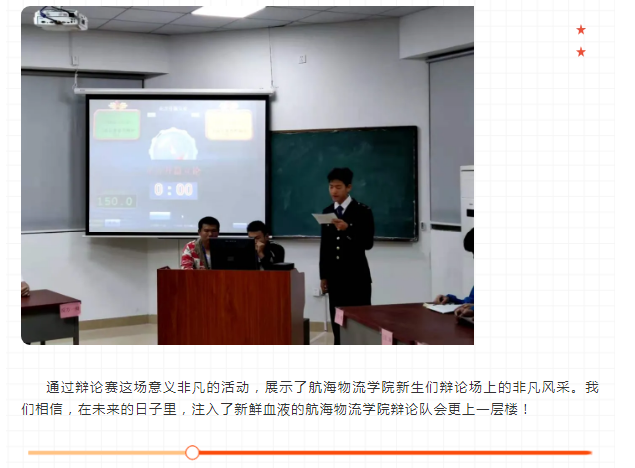 0:00
150.0
通过辩论赛这场意义非凡的活动，展示了航海物流学院新生们辩论场上的非凡风采。我
们相信，在未来的日子里，注入了新鲜血液的航海物流学院辩论队会更上一层楼！